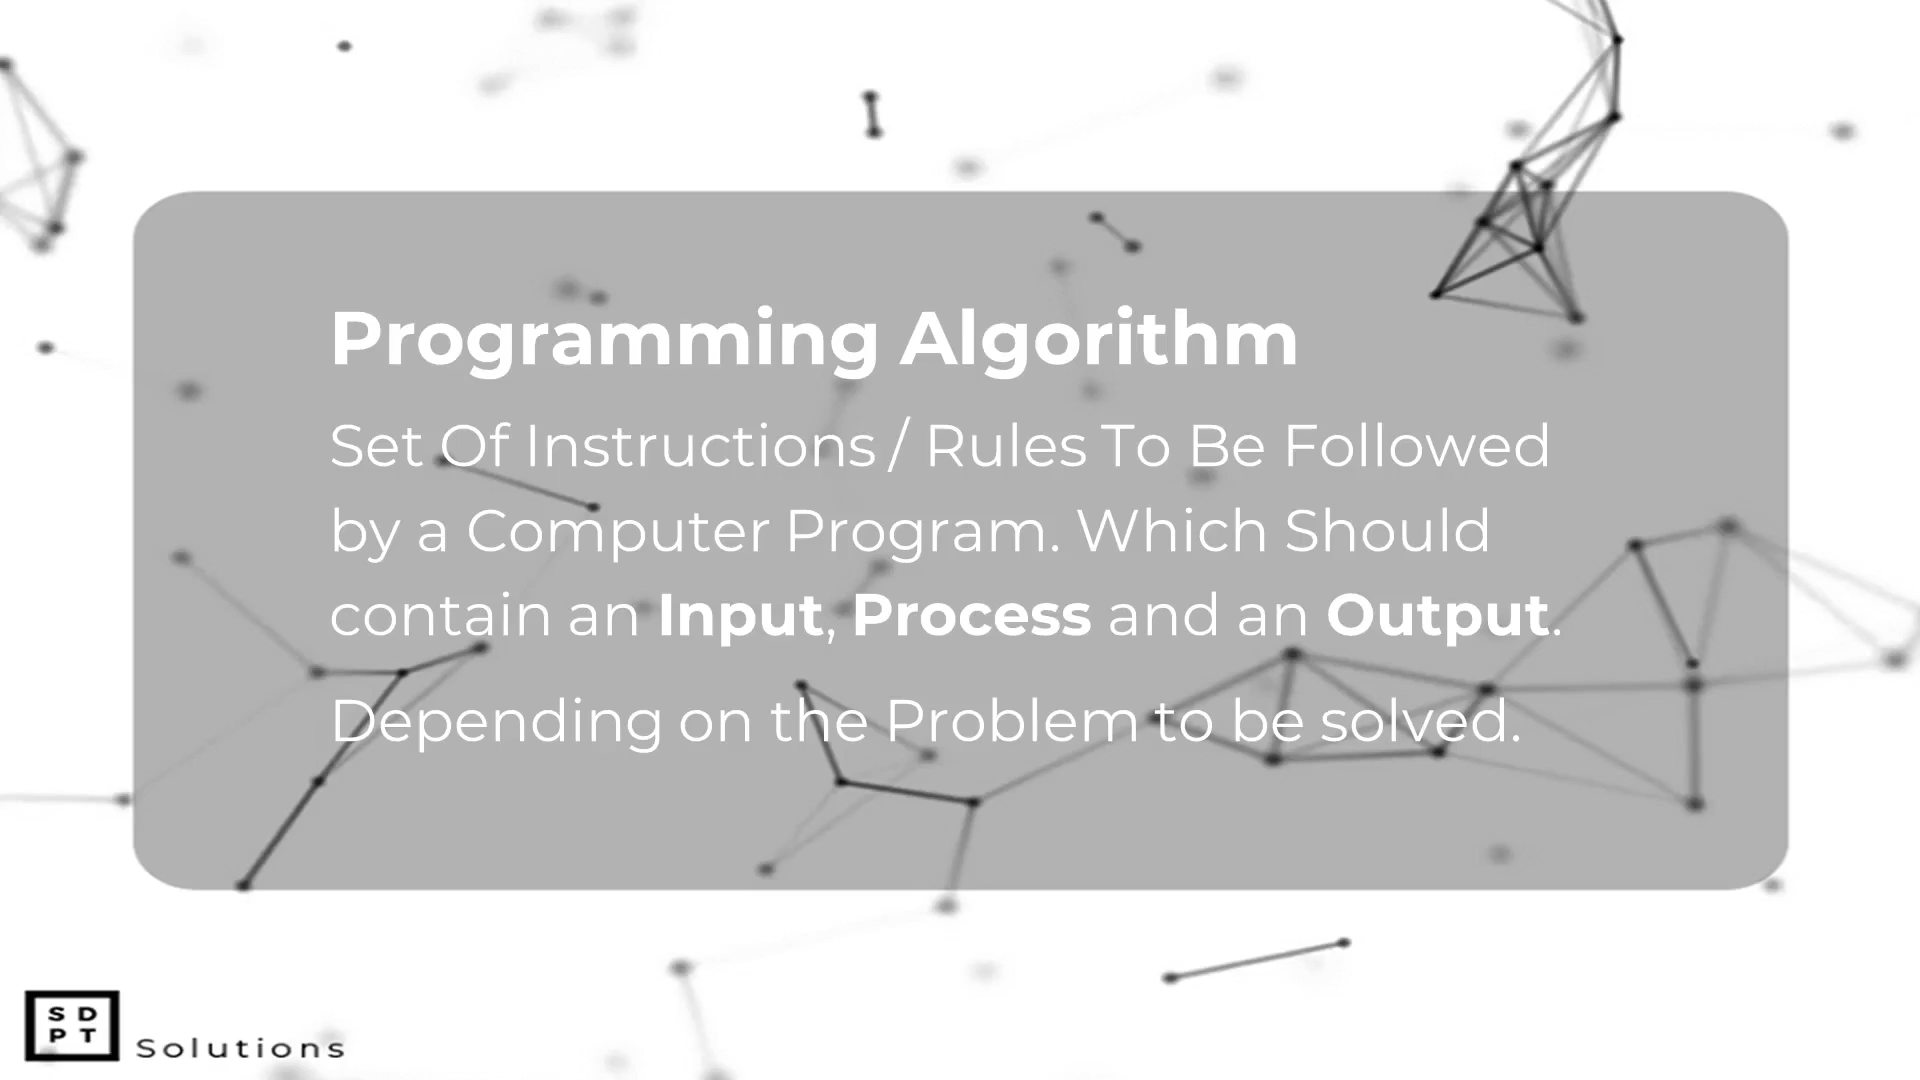 Programming Algorithm
Set Of Instructions / Rules To Be Followed
by a Computer Program. Which Should
contain an Input, Process and an Output.
Depending on the Problem to be solved.
S D
P T
Solutions